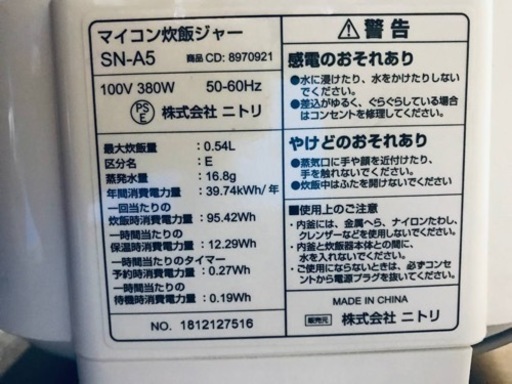 マイコン炊飯ジャー
SN-A5 商品CD: 8970921
100V 380W 50-60Hz
PS
E
株式会社 ニトリ
最大炊飯量 : 0.54L
区分名 : E
蒸発水量 : 16.8g
年間消費電力量 : 39.74kWh/年
一回当たりの
炊飯時消費電力量 : 95.42Wh
一時間当たりの
保温時消費電力量 : 12.29Wh
一時間当たりのタイマー
予約時消費電力量 : 0.27Wh
一時間当たりの
待機時消費電力量 : 0.19Wh
NO. 1812127516
警告
感電のおそれあり
●水に浸けたり、水をかけたりしない
でください。
●差込がゆるく、ぐらぐらしている場合
はコンセントを修理してください。
やけどのおそれあり
●蒸気口に手や顔を近付けたり、
手を触れないでください。
●炊飯中はふたを開けないでください
■使用上のご注意
・内釜には、金属へら、ナイロンたわし、
クレンザーなどを使用しないでください。
・内釜と炊飯器本体との間に、
水を入れないでください。
・ご使用にならないときは、必ずコンセ
ントから電源プラグを抜いてください。
MADE IN CHINA
販売元 株式会社 ニトリ